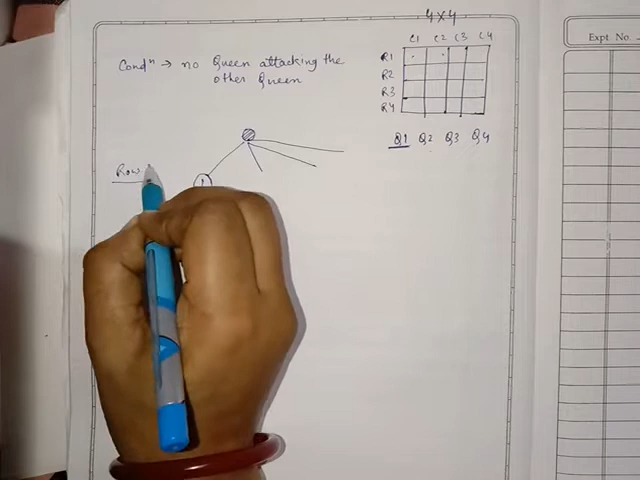 4x4
C1 C2 C3 C4
Condⁿ → no Queen attacking the
other Queen
R1
R2
R3
R4
Q1 Q2 Q3 Q4
Row
1
Expt. No.